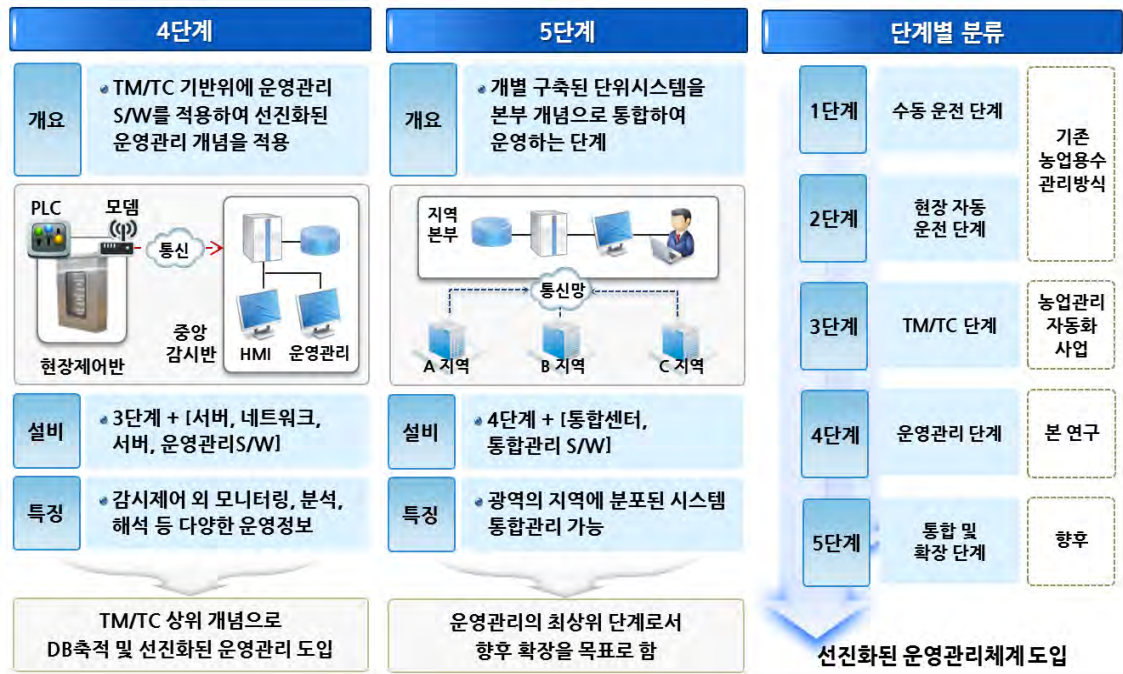 4단계
개요
TM/TC 기반위에 운영관리
S/W를 적용하여 선진화된
운영관리 개념을 적용
PLC
모뎀
통신
현장제어반
중앙
감시반
HMI
운영관리
설비
3단계 + [서버, 네트워크,
서버, 운영관리S/W]
특징
감시제어 외 모니터링, 분석,
해석 등 다양한 운영정보
TM/TC 상위 개념으로
DB축적 및 선진화된 운영관리 도입
5단계
개요
개별 구축된 단위시스템을
본부 개념으로 통합하여
운영하는 단계
지역
본부
통신망
A 지역
B 지역
C 지역
설비
4단계 + [통합센터,
통합관리 S/W]
특징
광역의 지역에 분포된 시스템
통합관리 가능
운영관리의 최상위 단계로서
향후 확장을 목표로 함
단계별 분류
1단계
수동 운전 단계
기존
농업용수
관리방식
2단계
현장 자동
운전 단계
3단계
TM/TC 단계
농업관리
자동화
사업
4단계
운영관리 단계
본 연구
5단계
통합 및
확장 단계
향후
선진화된 운영관리체계 도입